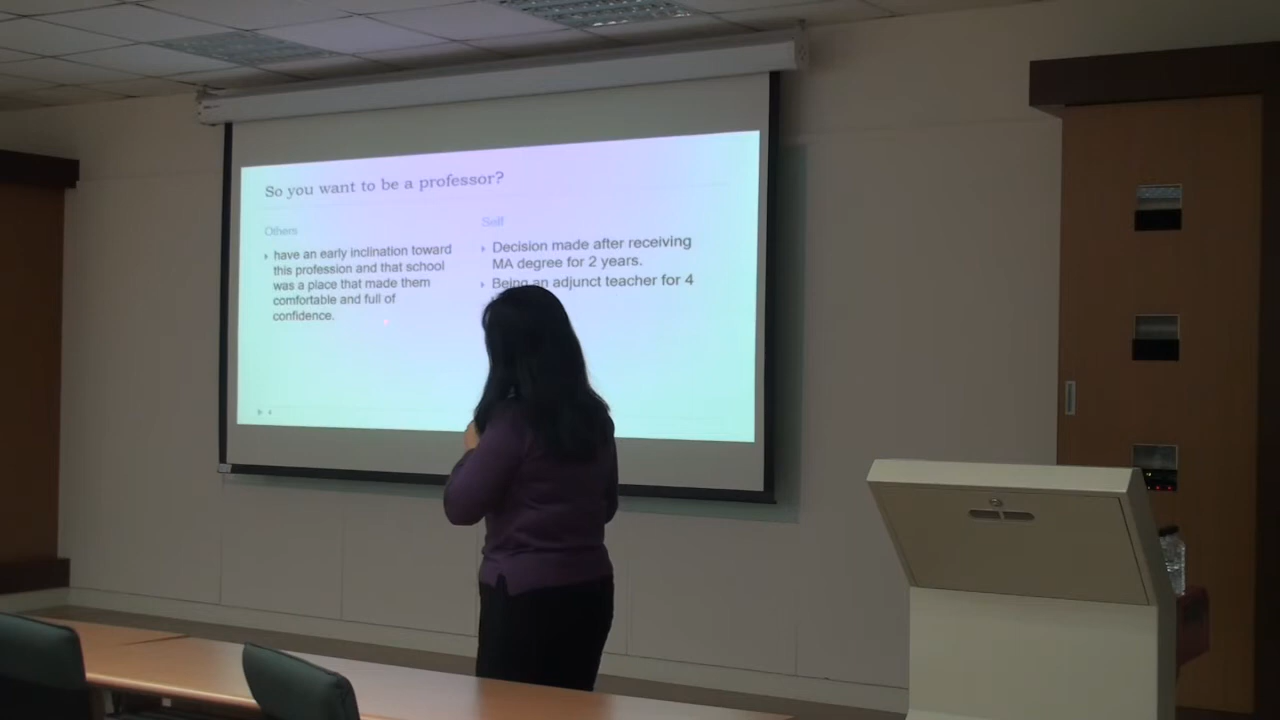 So you want to be a professor?
Others
have an early inclination toward
this profession and that school
was a place that made them
comfortable and full of
confidence.
Self
Decision made after receiving
MA degree for 2 years.
Being an adjunct teacher for 4